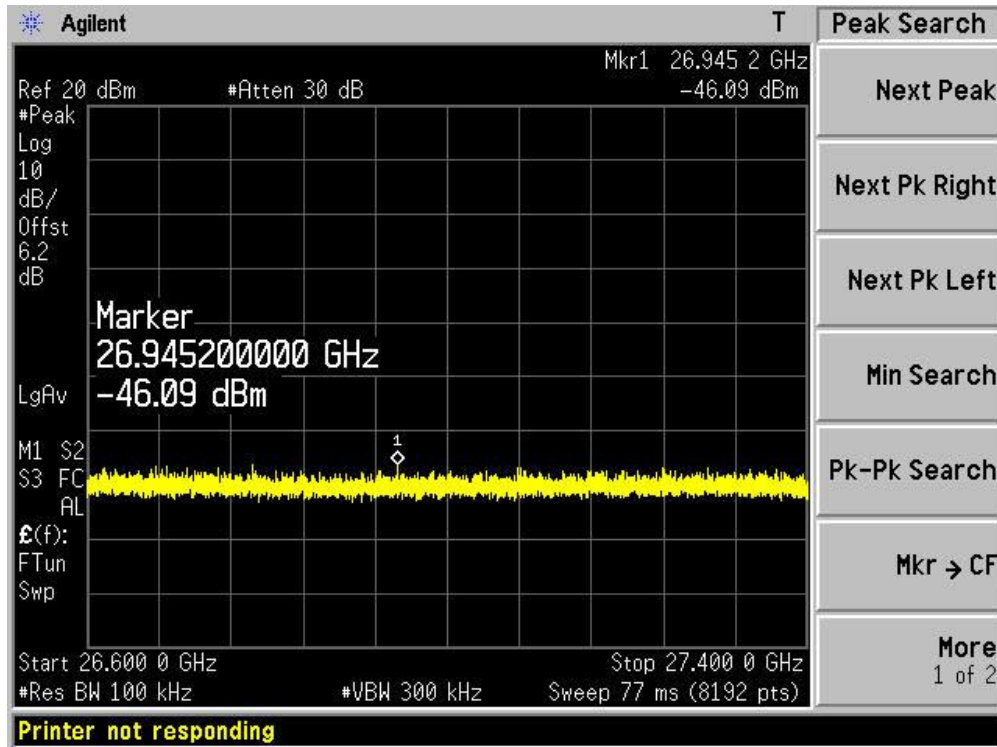 Agilent
T
Peak Search
Mkr1 26.945 2 GHz
Ref 20 dBm #Atten 30 dB -46.09 dBm
#Peak
Log
10
dB/
Offst
6.2
dB
Marker
26.945200000 GHz
-46.09 dBm
LgAv
1
M1 S2
S3 FC
AL
£(f):
FTun
Swp
Start 26.600 0 GHz Stop 27.400 0 GHz
#Res BW 100 kHz #VBW 300 kHz Sweep 77 ms (8192 pts)
Printer not responding
Next Peak
Next Pk Right
Next Pk Left
Min Search
Pk-Pk Search
Mkr → CF
More
1 of 2